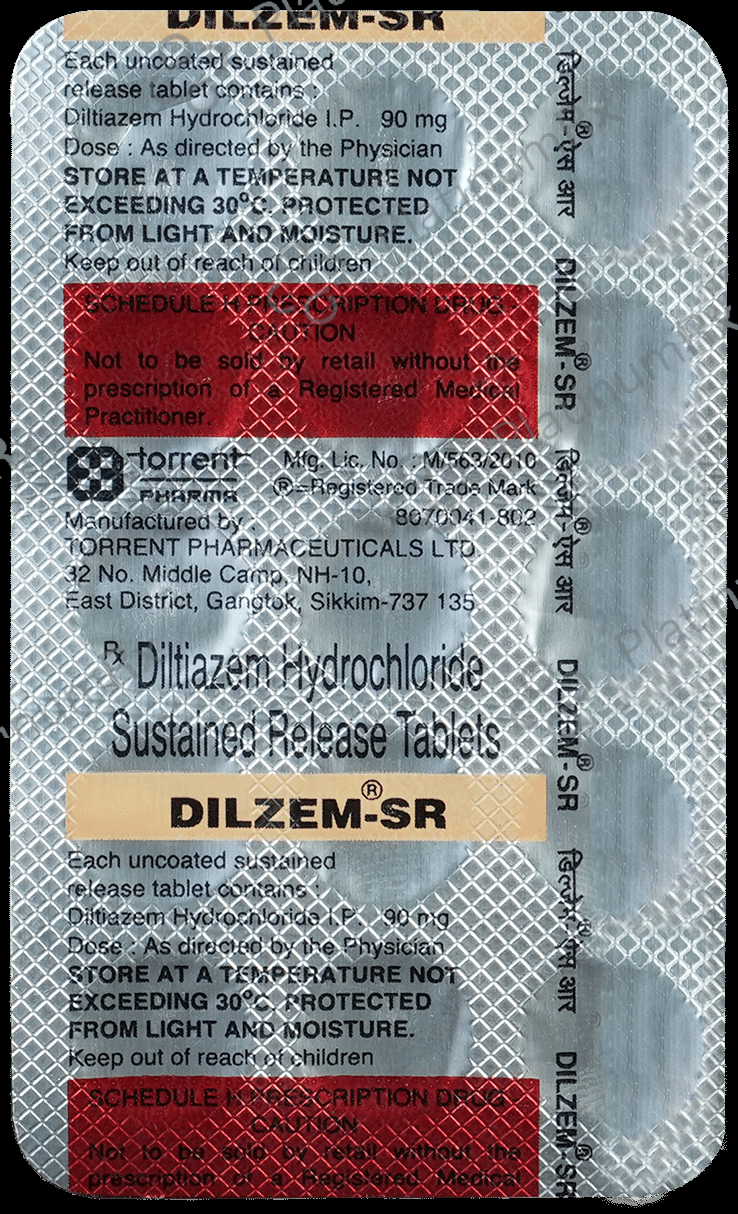 DILZEM-SR
Each uncoated sustained
release tablet contains :
Diltiazem Hydrochloride I.P. 90 mg
Dose : As directed by the Physician
STORE AT A TEMPERATURE NOT
EXCEEDING 30°C. PROTECTED
FROM LIGHT AND MOISTURE.
Keep out of reach of children
SCHEDULE H PRESCRIPTION DRUG -
CAUTION
Not to be sold by retail without the
prescription of a Registered Medical
Practitioner.
torrent
PHARMA
Mfg. Lic. No. : M/563/2010
®=Registered Trade Mark
8070041-802
Manufactured by :
TORRENT PHARMACEUTICALS LTD.
32 No. Middle Camp, NH-10,
East District, Gangtok, Sikkim-737 135
Rx Diltiazem Hydrochloride
Sustained Release Tablets
DILZEM®-SR
Each uncoated sustained
release tablet contains :
Diltiazem Hydrochloride I.P. 90 mg
Dose : As directed by the Physician
STORE AT A TEMPERATURE NOT
EXCEEDING 30°C. PROTECTED
FROM LIGHT AND MOISTURE.
Keep out of reach of children
SCHEDULE H PRESCRIPTION DRUG -
CAUTION
Not to be sold by retail without the
prescription of a Registered Medical
डिल्ज़ेम®-एस आर
DILZEM®-SR
डिल्ज़ेम®-एस आर
DILZEM®-SR
डिल्ज़ेम®-एस आर
DILZEM®-SR